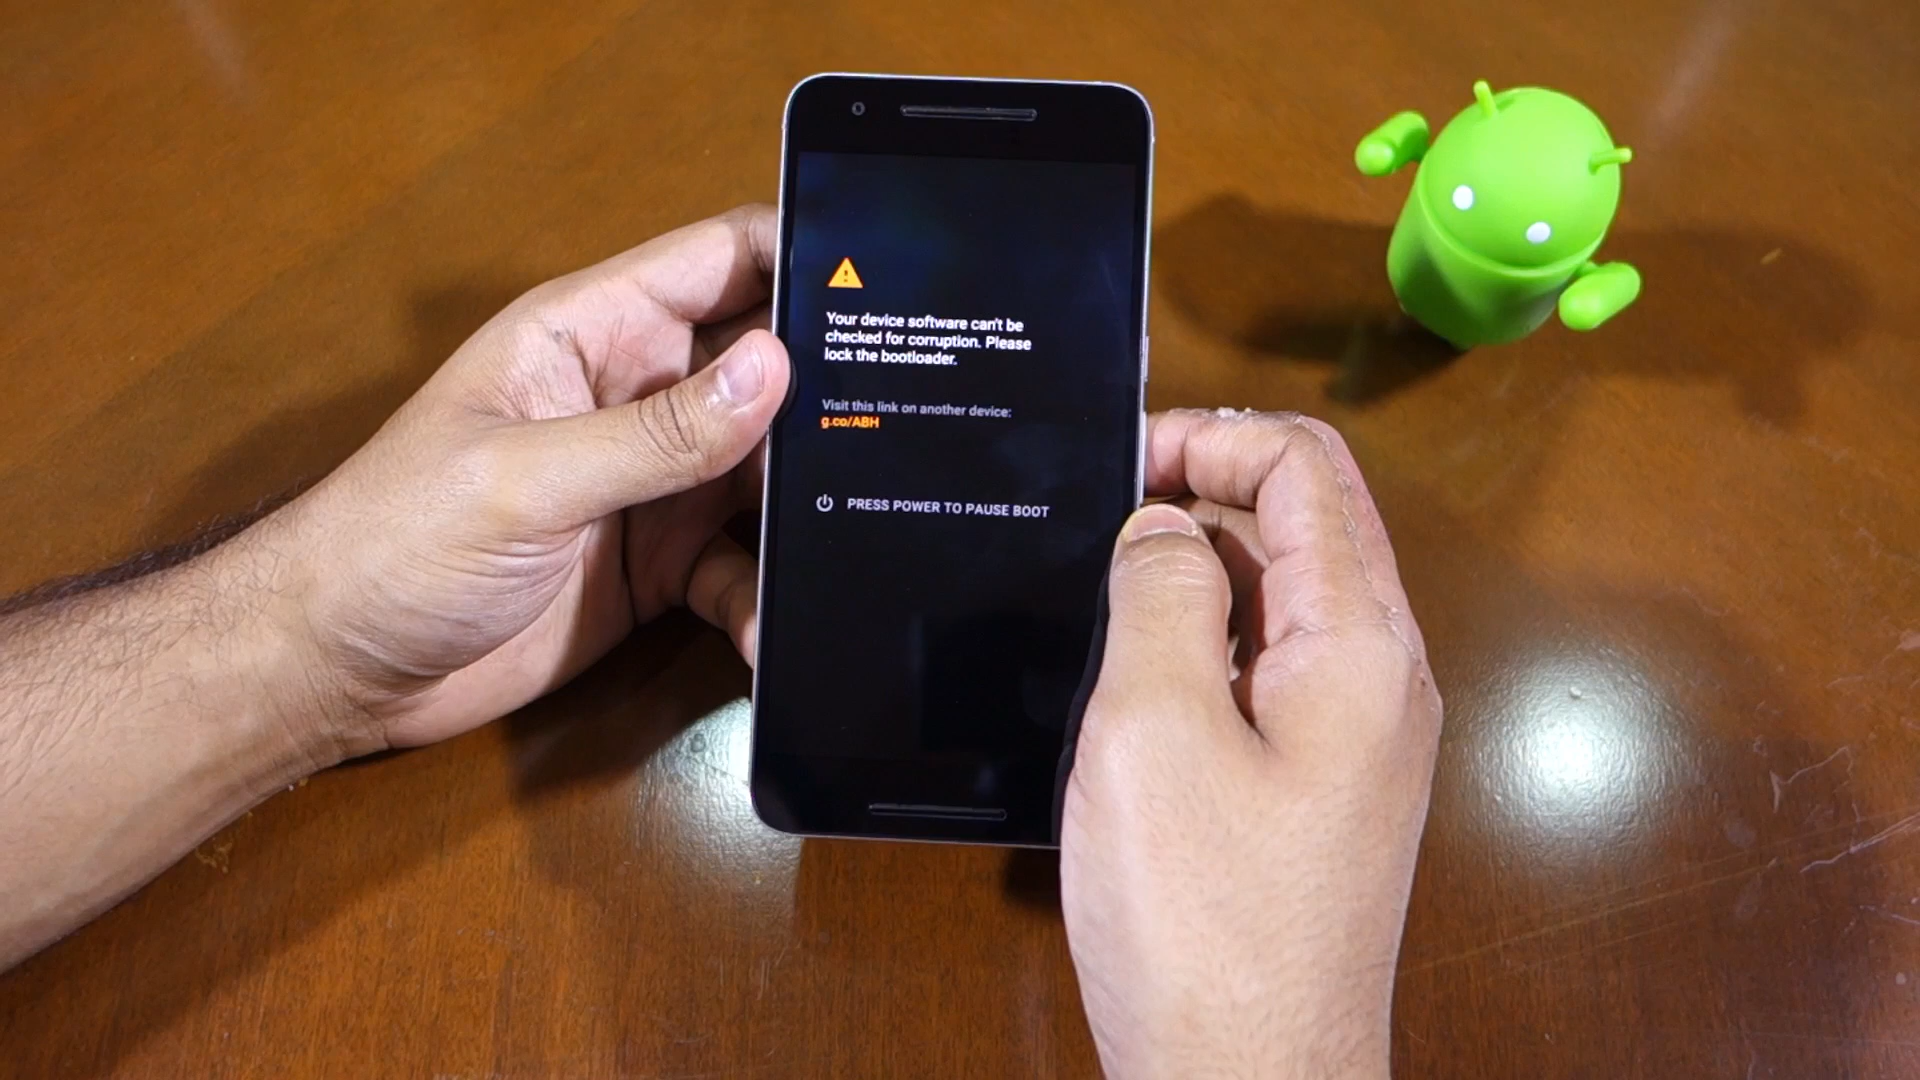 Your device software can't be
checked for corruption. Please
lock the bootloader.
Visit this link on another device:
g.co/ABH
PRESS POWER TO PAUSE BOOT